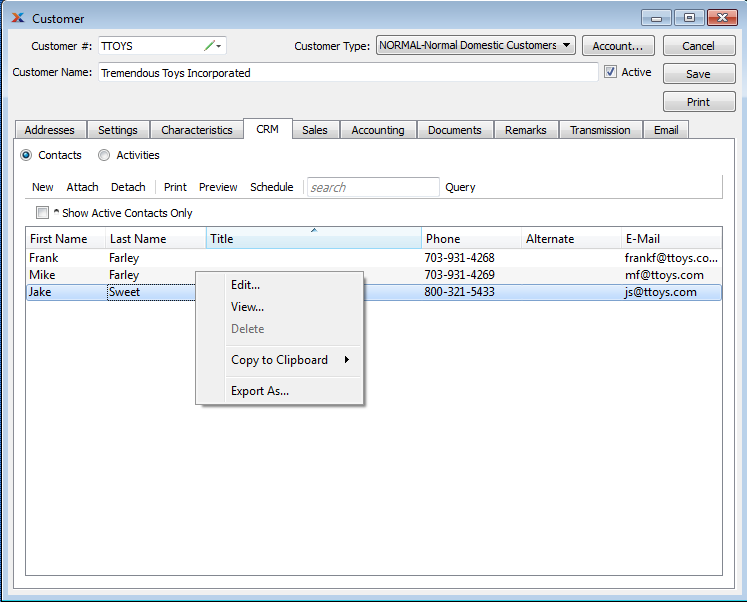 Customer
Customer #: TTOYS Customer Type: NORMAL-Normal Domestic Customers Account... Cancel
Customer Name: Tremendous Toys Incorporated Active Save
Print
Addresses Settings Characteristics CRM Sales Accounting Documents Remarks Transmission Email
Contacts Activities
New Attach Detach Print Preview Schedule search Query
^ Show Active Contacts Only
First Name Last Name Title Phone Alternate E-Mail
Frank Farley 703-931-4268 frankf@ttoys.co...
Mike Farley 703-931-4269 mf@ttoys.com
Jake Sweet 800-321-5433 js@ttoys.com
Edit...
View...
Delete
Copy to Clipboard
Export As...